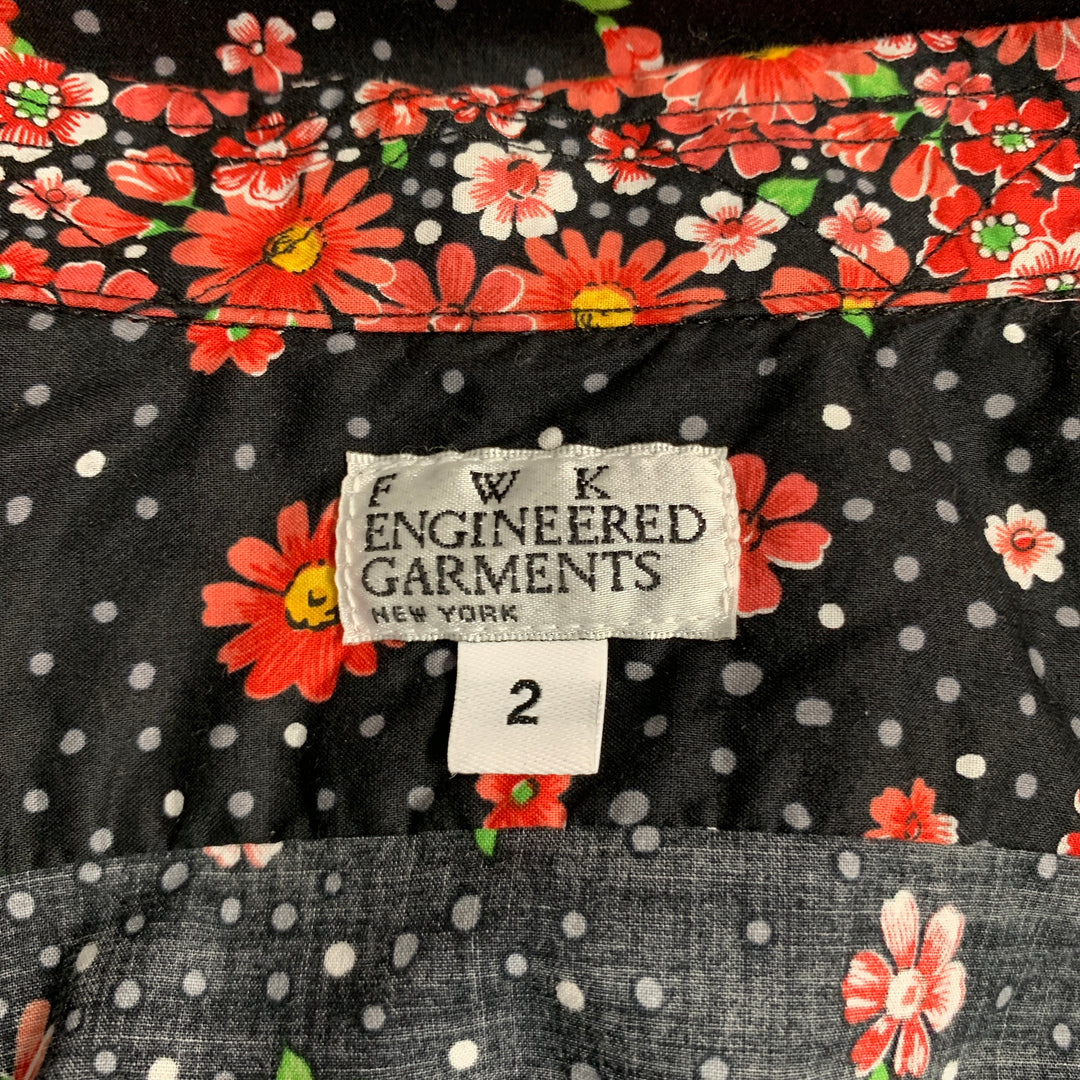 F W K
ENGINEERED
GARMENTS
NEW YORK
2